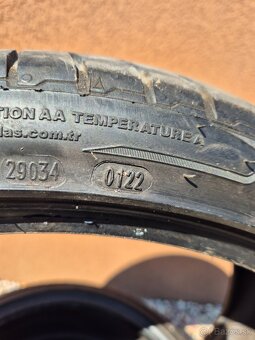 TION AA TEMPERATURE A
las.com.tr
29034 0122